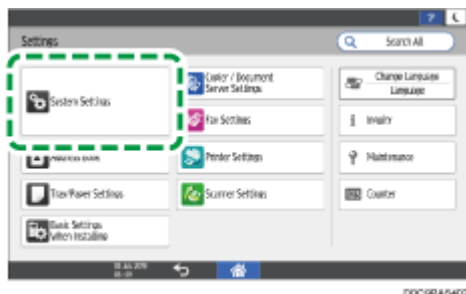 ?
Settings
Search All
System Settings
Copier / Document
Server Settings
Change Language
Language
Fax Settings
Inquiry
Address Book
Printer Settings
Maintenance
Tray/Paper Settings
Scanner Settings
Counter
Basic Settings
When Installing